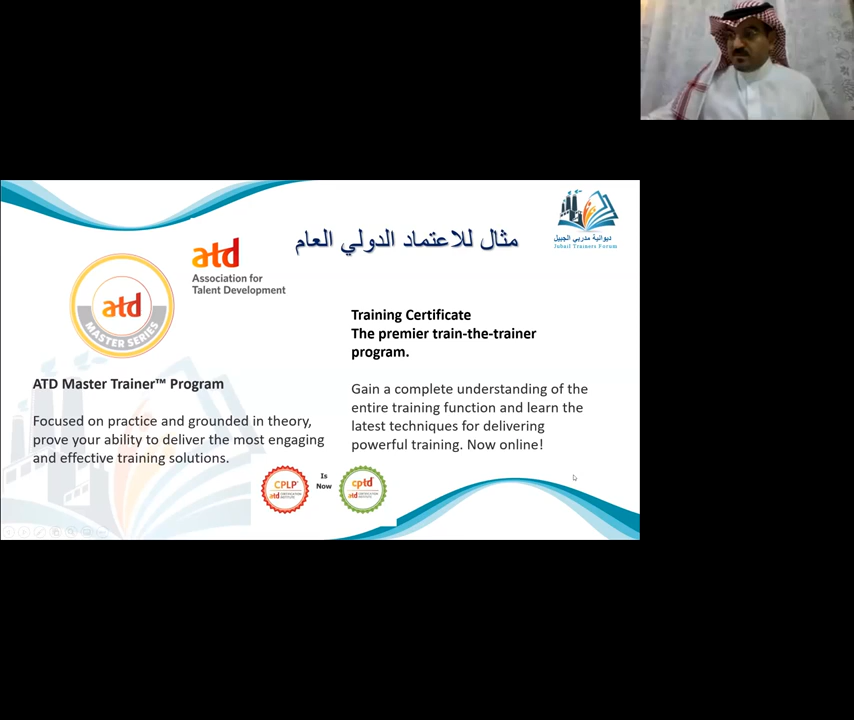 مثال للاعتماد الدولي العام
ديوانية مدربي الجبيل
Jubail Trainers Forum
atd
Association for
Talent Development
atd
MASTER SERIES
ATD Master Trainer™ Program
Focused on practice and grounded in theory,
prove your ability to deliver the most engaging
and effective training solutions.
Training Certificate
The premier train-the-trainer
program.
Gain a complete understanding of the
entire training function and learn the
latest techniques for delivering
powerful training. Now online!
CPLP®
atd
Is
Now
cptd
atd